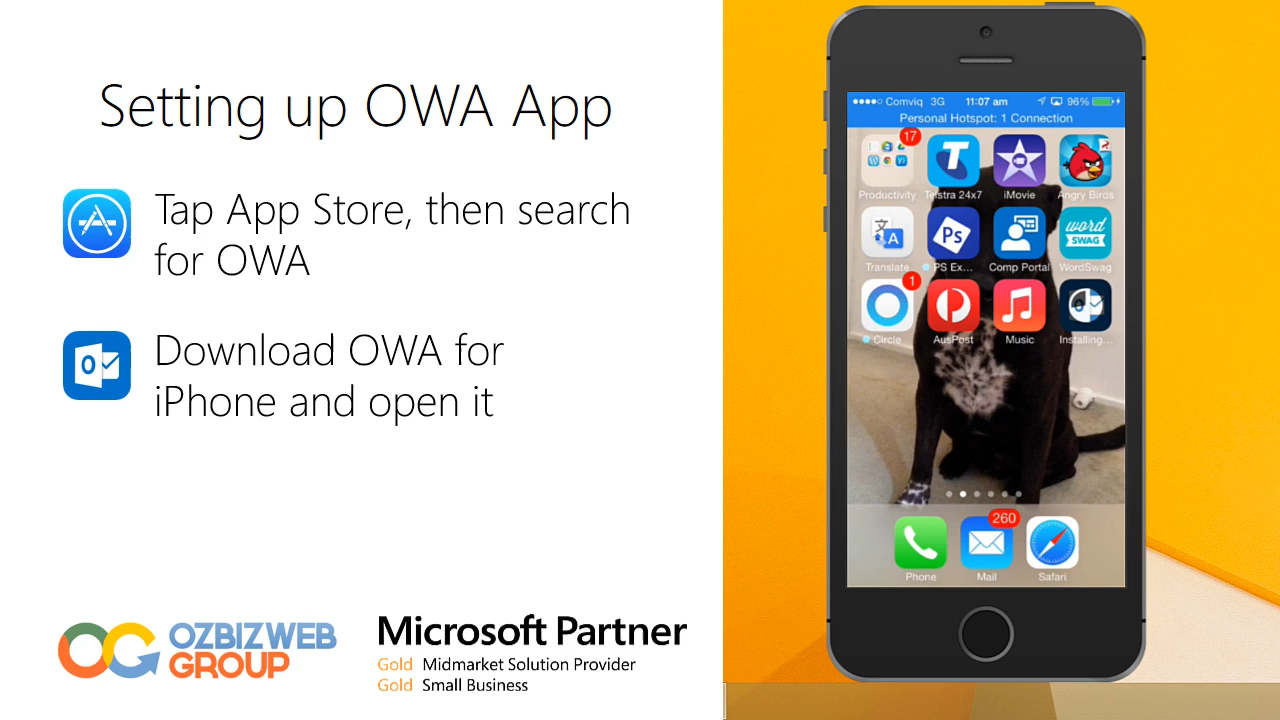 Setting up OWA App
Tap App Store, then search
for OWA
Download OWA for
iPhone and open it
OZBIZWEB
GROUP
Microsoft Partner
Gold Midmarket Solution Provider
Gold Small Business
Comviq 3G 11:07 am 96%
Personal Hotspot: 1 Connection
17
Productivity Telstra 24x7 iMovie Angry Birds
Ps
word
SWAG
Translate PS Ex... Comp Portal WordSwag
1
Circle AusPost Music Installing...
260
Phone Mail Safari